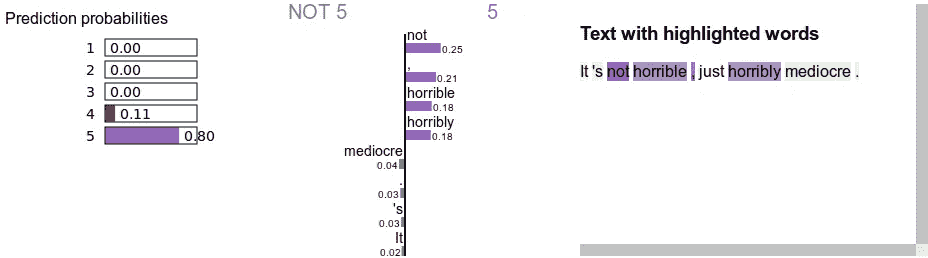 Prediction probabilities
1 0.00
2 0.00
3 0.00
4 0.11
5 0.80
NOT 5 5
not
0.25
,
0.21
horrible
0.18
horribly
0.18
mediocre
0.04
.
0.03
's
0.03
It
0.02
Text with highlighted words
It 's not horrible , just horribly mediocre .